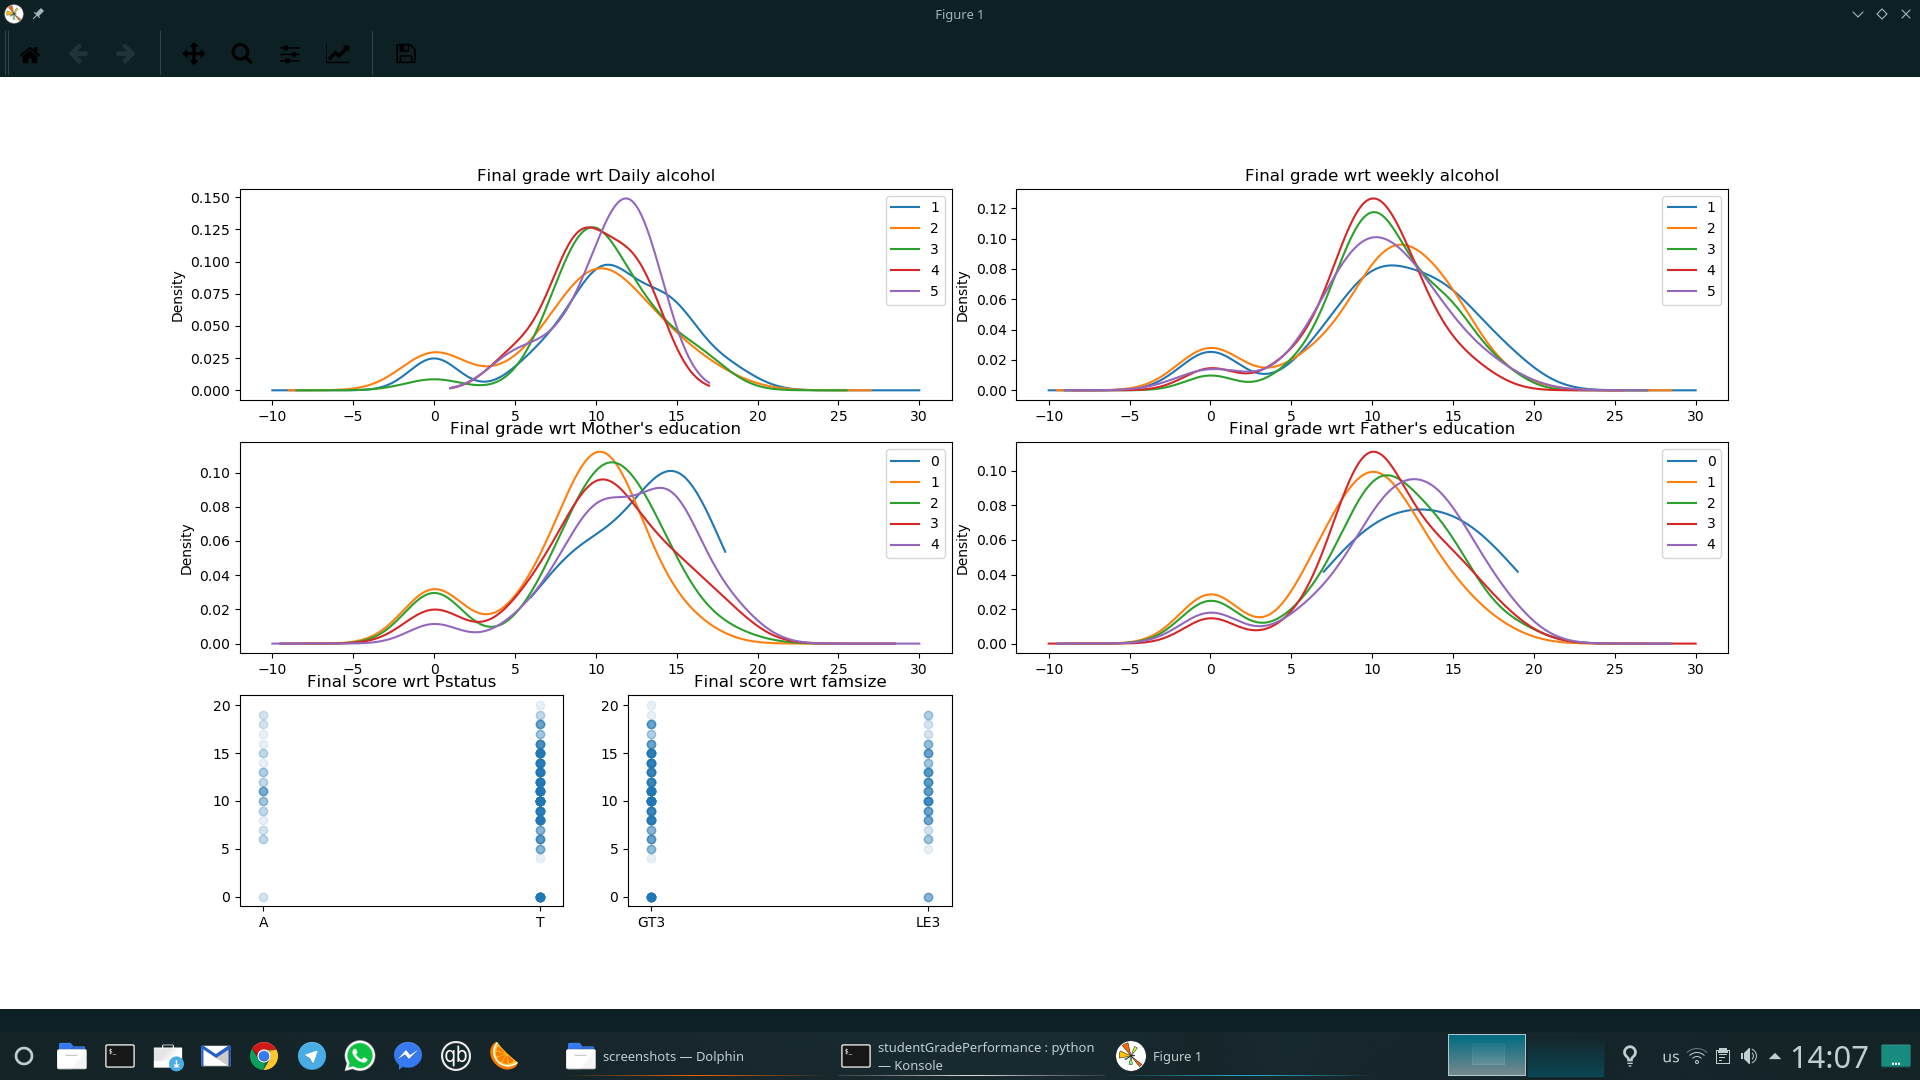 Figure 1
Final grade wrt Daily alcohol
Density
0.150
0.125
0.100
0.075
0.050
0.025
0.000
−10 −5 0 5 10 15 20 25 30
1
2
3
4
5
Final grade wrt weekly alcohol
Density
0.12
0.10
0.08
0.06
0.04
0.02
0.00
−10 −5 0 5 10 15 20 25 30
1
2
3
4
5
Final grade wrt Mother's education
Density
0.10
0.08
0.06
0.04
0.02
0.00
−10 −5 0 5 10 15 20 25 30
0
1
2
3
4
Final grade wrt Father's education
Density
0.10
0.08
0.06
0.04
0.02
0.00
−10 −5 0 5 10 15 20 25 30
0
1
2
3
4
Final score wrt Pstatus
20
15
10
5
0
A T
Final score wrt famsize
20
15
10
5
0
GT3 LE3
qb
screenshots — Dolphin
studentGradePerformance : python
— Konsole
Figure 1
us
14:07